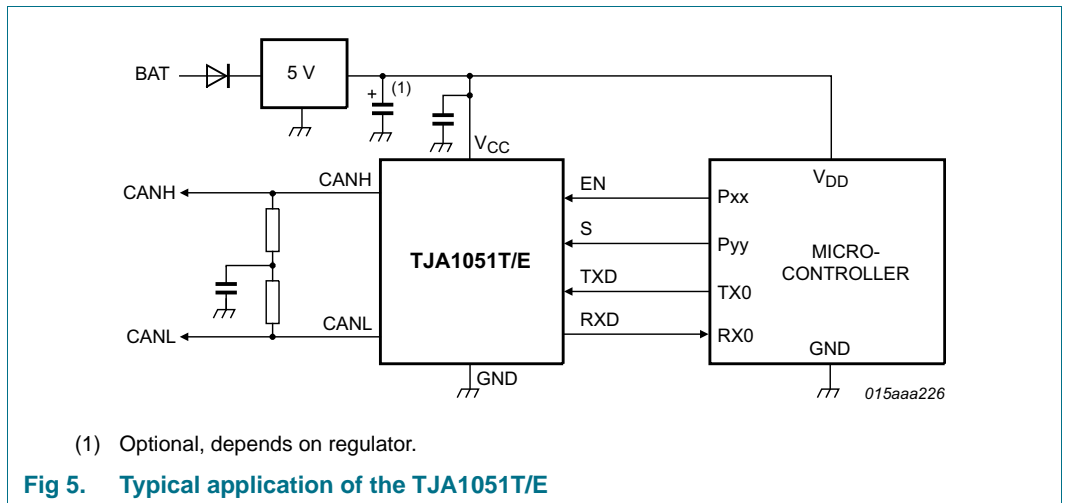 BAT
5 V
+
(1)
VCC
CANH
CANH
EN
Pxx
VDD
S
Pyy
TJA1051T/E
MICRO-
CONTROLLER
TXD
TX0
RXD
RX0
CANL
CANL
GND
GND
015aaa226
(1) Optional, depends on regulator.
Fig 5. Typical application of the TJA1051T/E